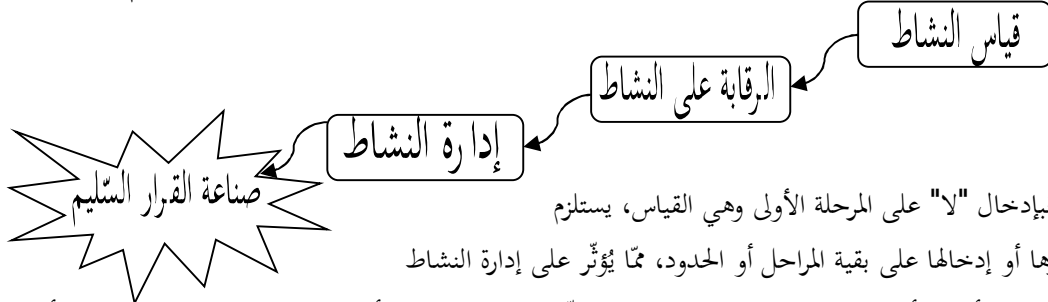 قياس النشاط
الرقابة على النشاط
إدارة النشاط
صناعة القرار السّليم
بإدخال "لا" على المرحلة الأولى وهي القياس، يستلزم
ها أو إدخالها على بقية المراحل أو الحدود، ممّا يُؤثّر على إدارة النشاط